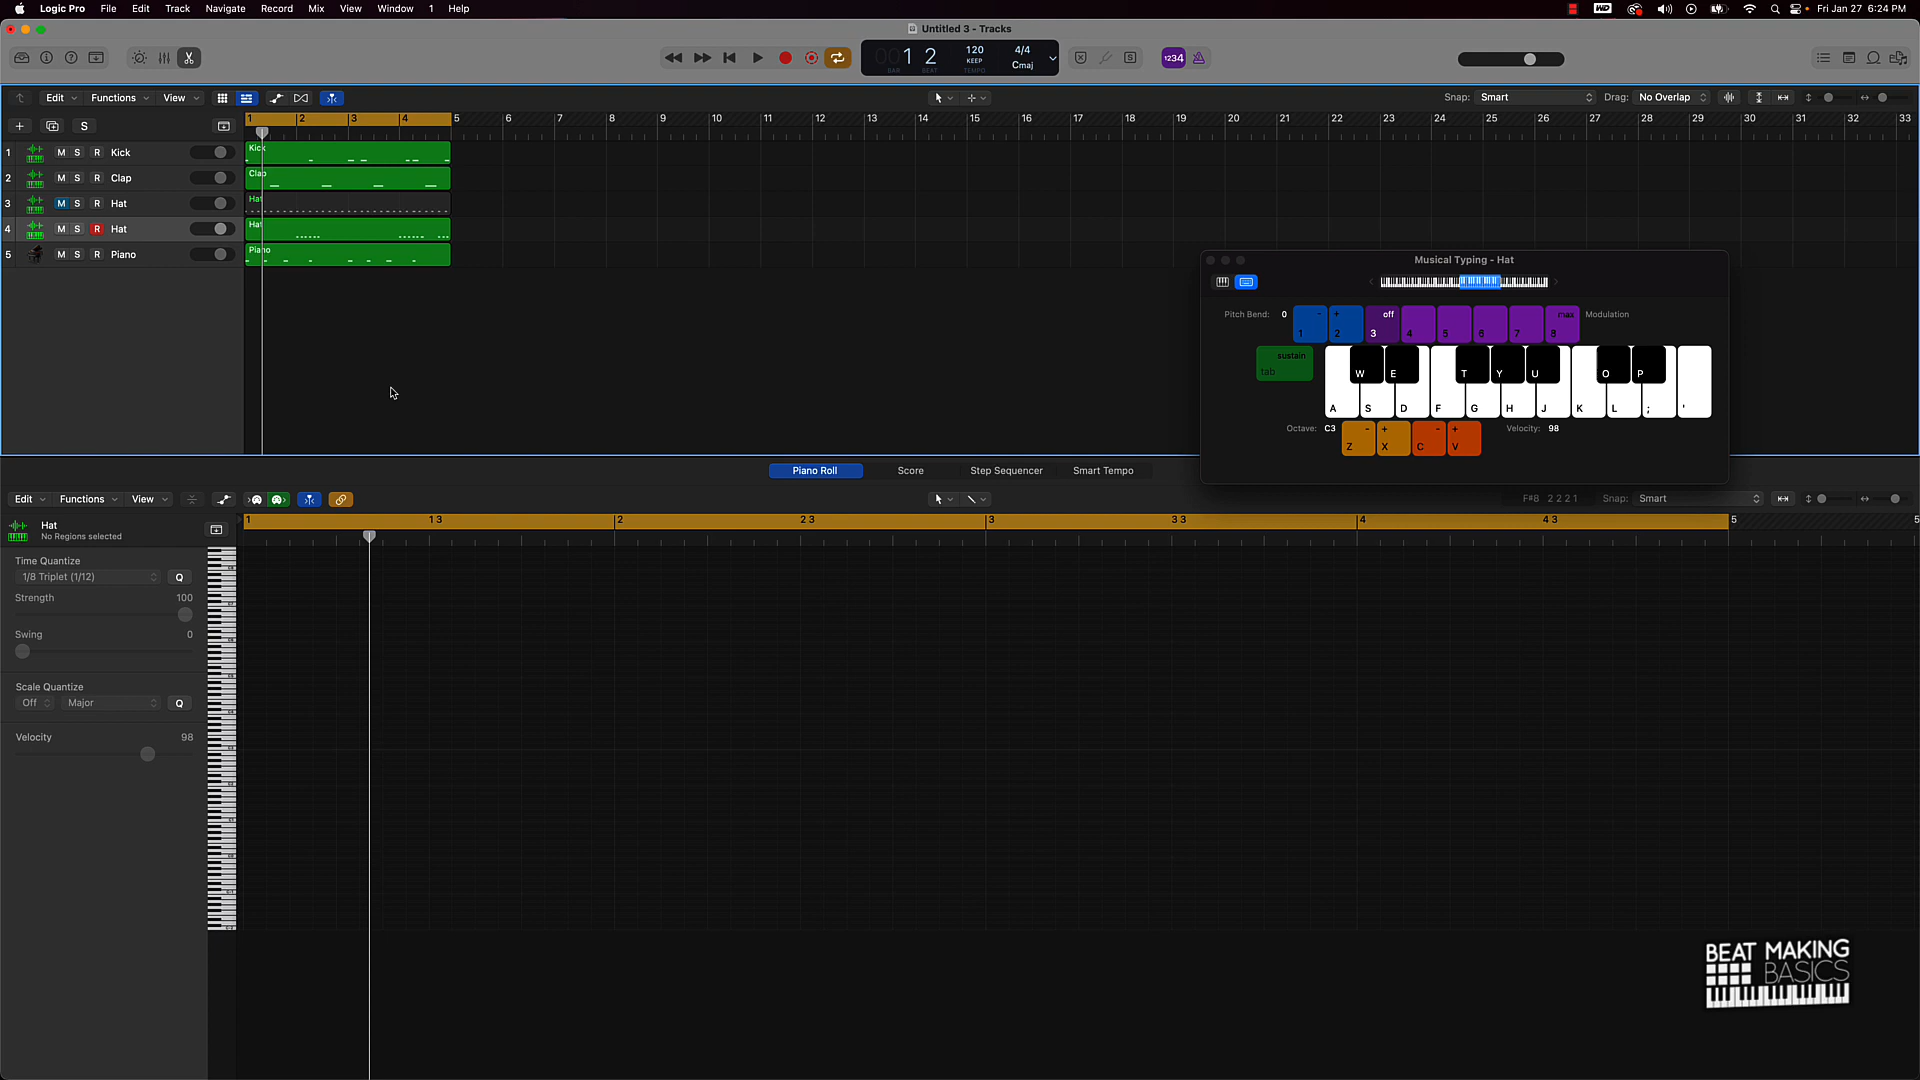 Logic Pro File Edit Track Navigate Record Mix View Window 1 Help
Fri Jan 27 6:24 PM
Untitled 3 - Tracks
001 2
BAR BEAT
120
KEEP
TEMPO
4/4
Cmaj
1234
Edit Functions View
Snap: Smart
Drag: No Overlap
S
1 2 3 4 5 6 7 8 9 10 11 12 13 14 15 16 17 18 19 20 21 22 23 24 25 26 27 28 29 30 31 32 33
1 M S R Kick
Kick
2 M S R Clap
Clap
3 M S R Hat
Hat
4 M S R Hat
Hat
5 M S R Piano
Piano
Musical Typing - Hat
Pitch Bend: 0
- 1 + 2 off 3 4 5 6 7 max 8
Modulation
sustain
tab
W E T Y U O P
A S D F G H J K L ; '
Octave: C3
- Z + X - C + V
Velocity: 98
Piano Roll Score Step Sequencer Smart Tempo
Edit Functions View
F#8 2 2 2 1
Snap: Smart
Hat
No Regions selected
1 1 3 2 2 3 3 3 3 4 4 3 5 5
Time Quantize
1/8 Triplet (1/12) Q
Strength 100
Swing 0
Scale Quantize
Off Major Q
Velocity 98
BEAT MAKING
BASICS